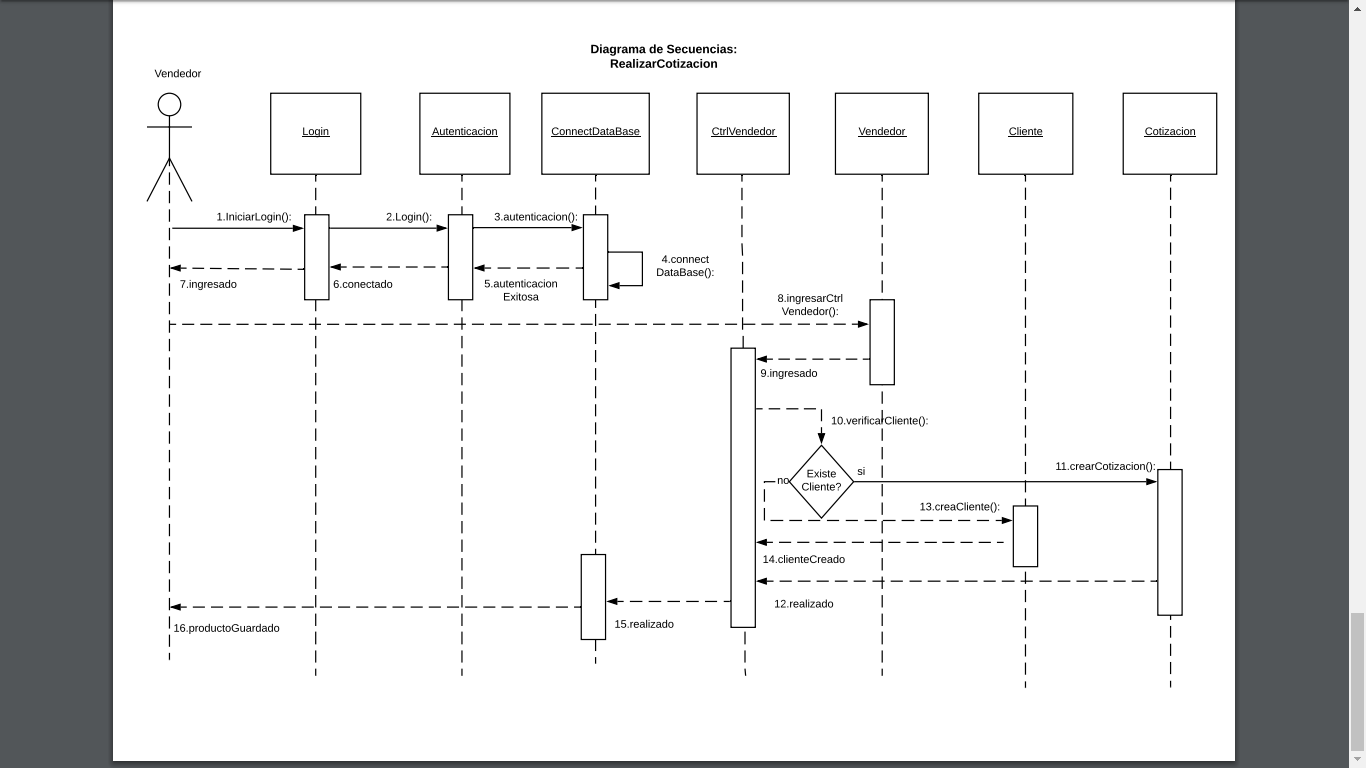 Diagrama de Secuencias:
RealizarCotizacion
Vendedor
Login
Autenticacion
ConnectDataBase
CtrlVendedor
Vendedor
Cliente
Cotizacion
1.IniciarLogin():
2.Login():
3.autenticacion():
4.connect
DataBase():
7.ingresado
6.conectado
5.autenticacion
Exitosa
8.ingresarCtrl
Vendedor():
9.ingresado
10.verificarCliente():
Existe
Cliente?
si
no
11.crearCotizacion():
13.creaCliente():
14.clienteCreado
12.realizado
15.realizado
16.productoGuardado